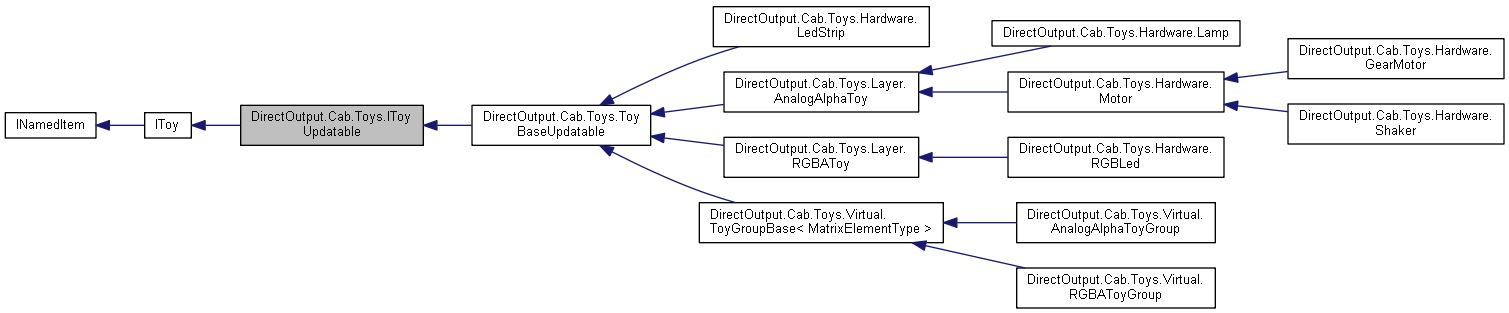 INamedItem
IToy
DirectOutput.Cab.Toys.IToy
Updatable
DirectOutput.Cab.Toys.Toy
BaseUpdatable
DirectOutput.Cab.Toys.Hardware.
LedStrip
DirectOutput.Cab.Toys.Layer.
AnalogAlphaToy
DirectOutput.Cab.Toys.Hardware.Lamp
DirectOutput.Cab.Toys.Hardware.
Motor
DirectOutput.Cab.Toys.Hardware.
GearMotor
DirectOutput.Cab.Toys.Hardware.
Shaker
DirectOutput.Cab.Toys.Layer.
RGBAToy
DirectOutput.Cab.Toys.Hardware.
RGBLed
DirectOutput.Cab.Toys.Virtual.
ToyGroupBase< MatrixElementType >
DirectOutput.Cab.Toys.Virtual.
AnalogAlphaToyGroup
DirectOutput.Cab.Toys.Virtual.
RGBAToyGroup